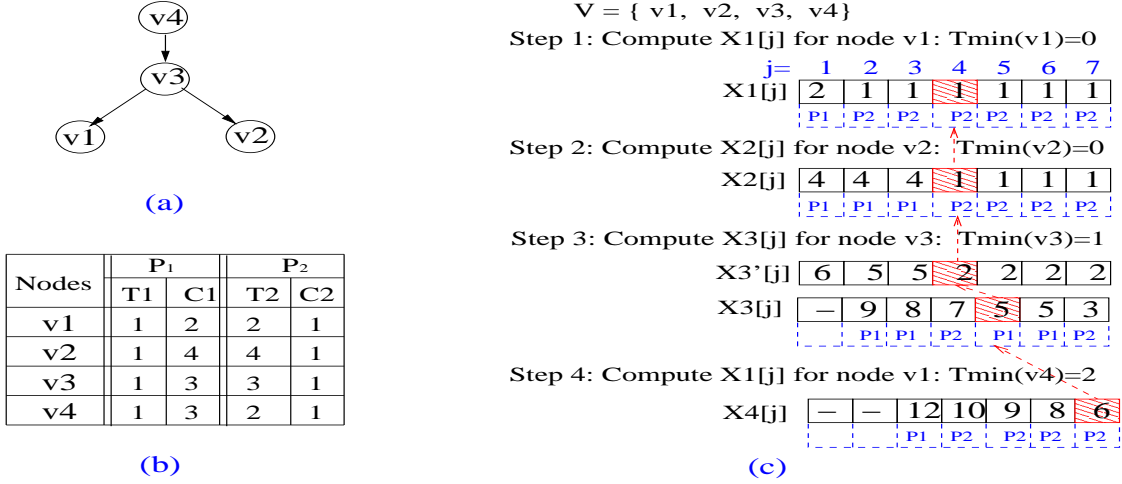 v4
v3
v1
v2
(a)
Nodes P1 P2
T1 C1 T2 C2
v1 1 2 2 1
v2 1 4 4 1
v3 1 3 3 1
v4 1 3 2 1
(b)
V = { v1, v2, v3, v4}
Step 1: Compute X1[j] for node v1: Tmin(v1)=0
j= 1 2 3 4 5 6 7
X1[j] 2 1 1 1 1 1 1
P1 P2 P2 P2 P2 P2 P2
Step 2: Compute X2[j] for node v2: Tmin(v2)=0
X2[j] 4 4 4 1 1 1 1
P1 P1 P1 P2 P2 P2 P2
Step 3: Compute X3[j] for node v3: Tmin(v3)=1
X3'[j] 6 5 5 2 2 2 2
X3[j] – 9 8 7 5 5 3
P1 P1 P2 P1 P1 P2
Step 4: Compute X1[j] for node v1: Tmin(v4)=2
X4[j] – – 12 10 9 8 6
P1 P2 P2 P2 P2
(c)